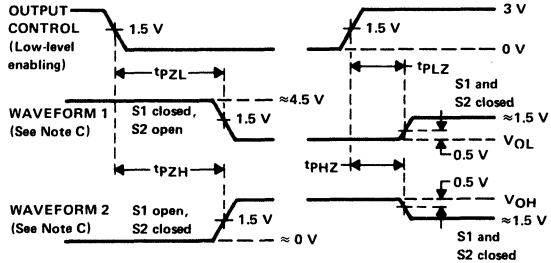 OUTPUT
CONTROL
(Low-level
enabling)
1.5 V
1.5 V
3 V
0 V
tPZL
tPLZ
S1 and
S2 closed
WAVEFORM 1
(See Note C)
S1 closed,
S2 open
≈4.5 V
1.5 V
≈1.5 V
VOL
0.5 V
tPZH
tPHZ
0.5 V
WAVEFORM 2
(See Note C)
S1 open,
S2 closed
1.5 V
≈ 0 V
VOH
≈1.5 V
S1 and
S2 closed